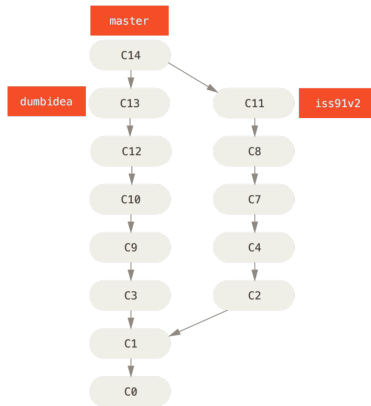 master
C14
dumbidea C13 C11 iss91v2
C12 C8
C10 C7
C9 C4
C3 C2
C1
C0